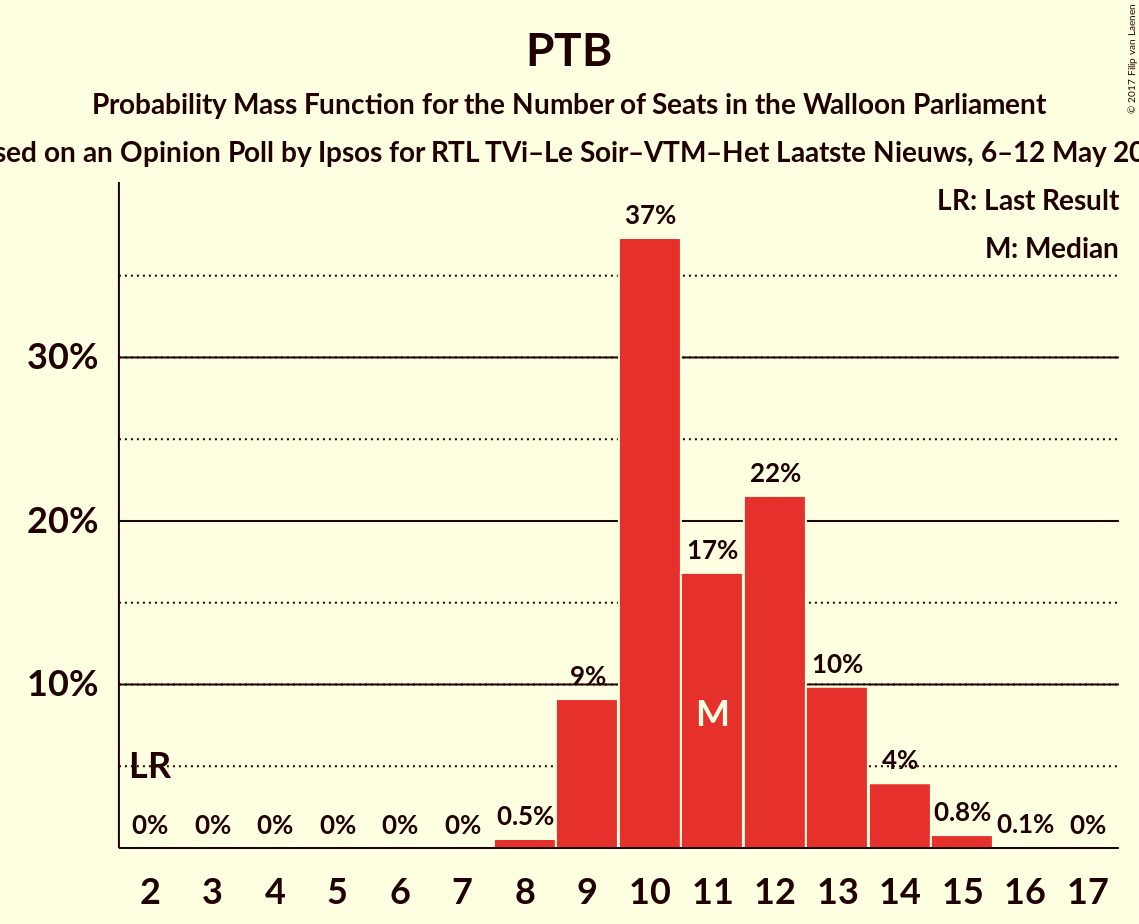 PTB
Probability Mass Function for the Number of Seats in the Walloon Parliament
on an Opinion Poll by Ipsos for RTL TVi–Le Soir–VTM–Het Laatste Nieuws, 6–12 May
© 2017 Filip van Laenen
LR: Last Result
M: Median
37%
30%
22%
20%
17%
10%
9%
10%
M
LR
4%
0%
0%
0%
0%
0%
0%
0.5%
0.8%
0.1%
0%
2 3 4 5 6 7 8 9 10 11 12 13 14 15 16 17